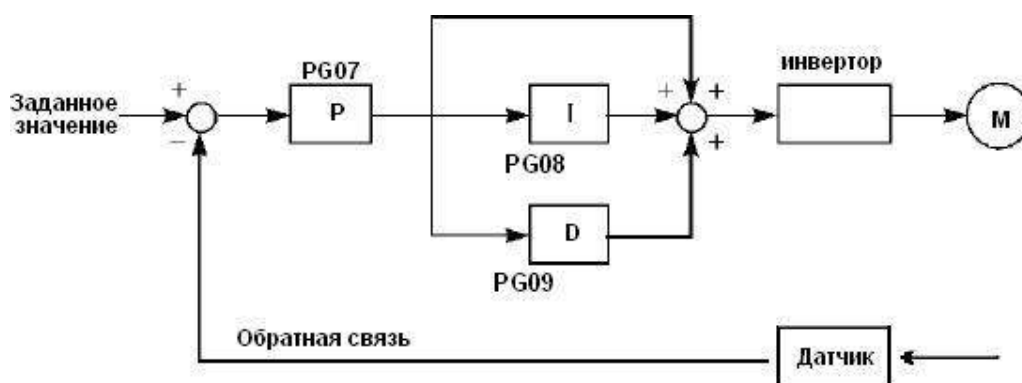 PG07
инвертор
+
Заданное
значение
P
I
+
+
M
−
+
PG08
D
PG09
Обратная связь
Датчик